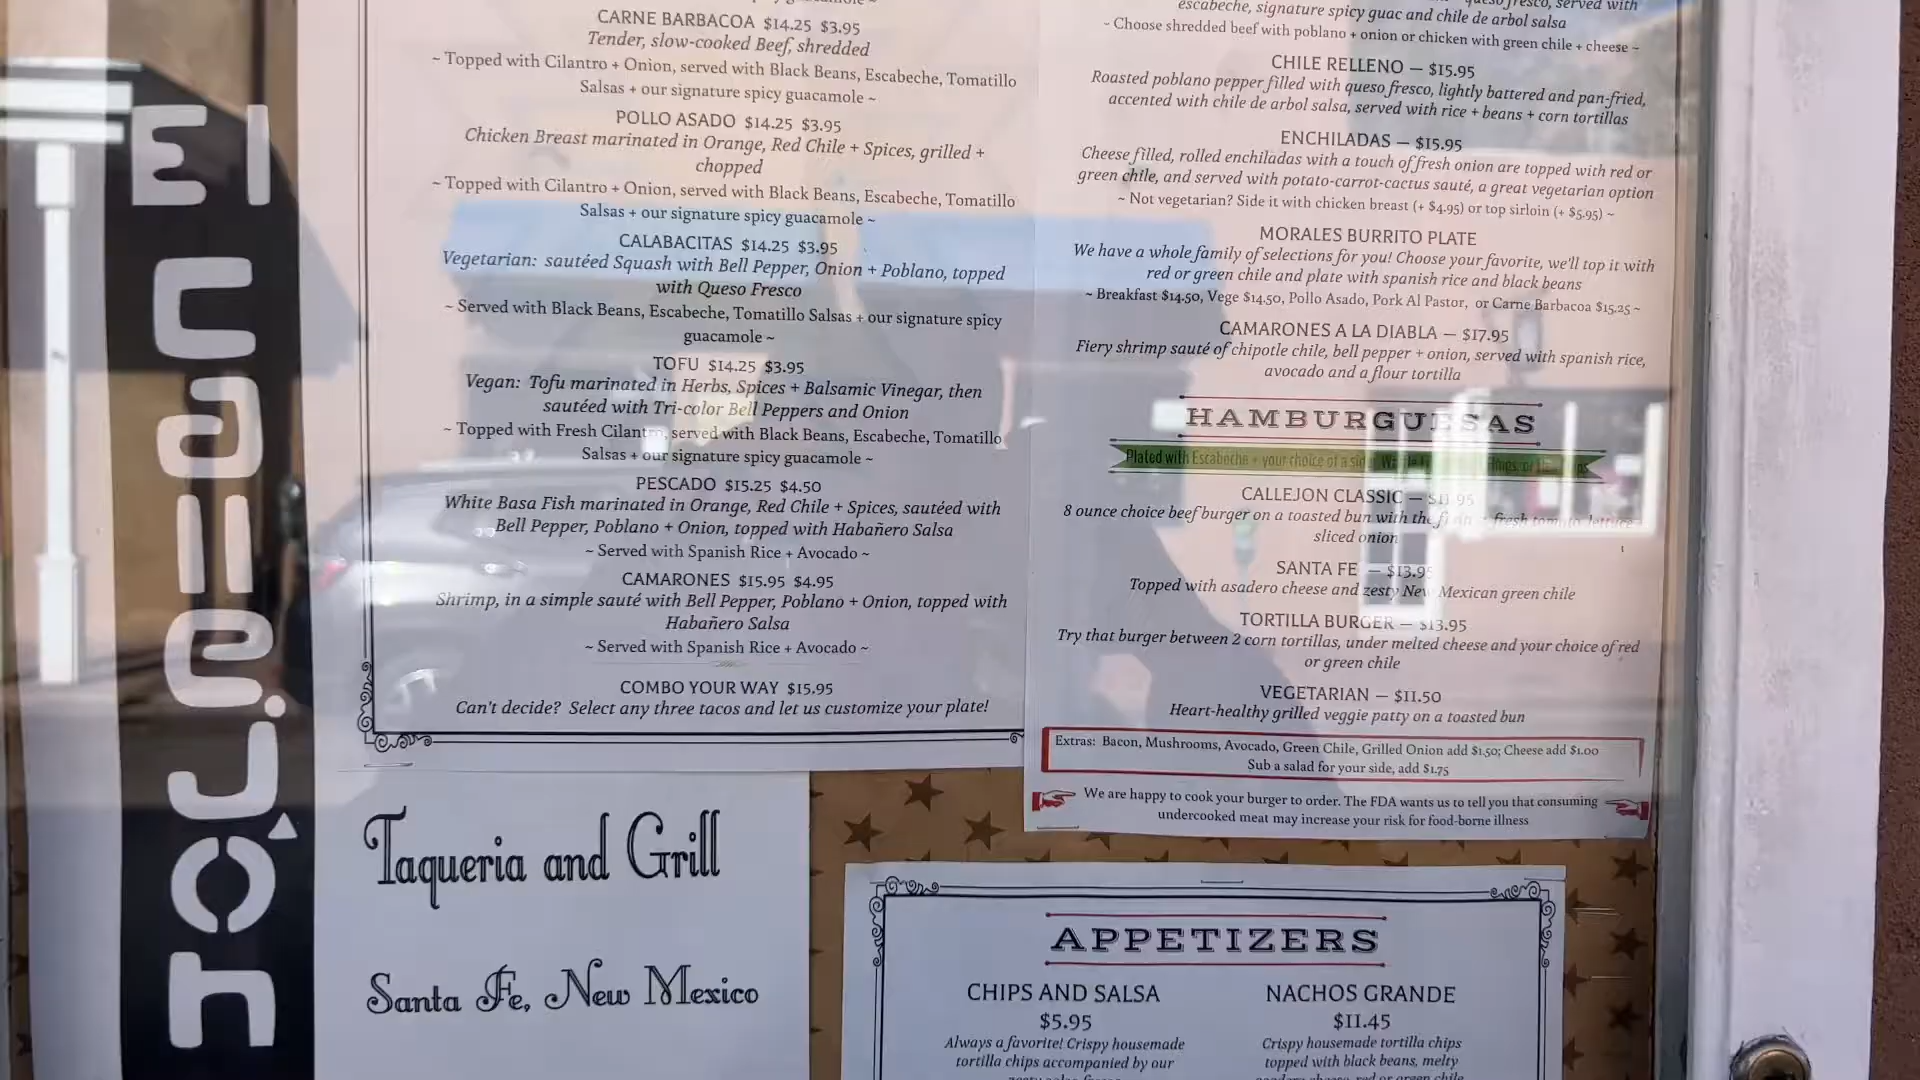 El Callejón
CARNE BARBACOA $14.25 $3.95
Tender, slow-cooked Beef, shredded
~ Topped with Cilantro + Onion, served with Black Beans, Escabeche, Tomatillo
Salsas + our signature spicy guacamole ~
POLLO ASADO $14.25 $3.95
Chicken Breast marinated in Orange, Red Chile + Spices, grilled +
chopped
~ Topped with Cilantro + Onion, served with Black Beans, Escabeche, Tomatillo
Salsas + our signature spicy guacamole ~
CALABACITAS $14.25 $3.95
Vegetarian: sautéed Squash with Bell Pepper, Onion + Poblano, topped
with Queso Fresco
~ Served with Black Beans, Escabeche, Tomatillo Salsas + our signature spicy
guacamole ~
TOFU $14.25 $3.95
Vegan: Tofu marinated in Herbs, Spices + Balsamic Vinegar, then
sautéed with Tri-color Bell Peppers and Onion
~ Topped with Fresh Cilantro, served with Black Beans, Escabeche, Tomatillo
Salsas + our signature spicy guacamole ~
PESCADO $15.25 $4.50
White Basa Fish marinated in Orange, Red Chile + Spices, sautéed with
Bell Pepper, Poblano + Onion, topped with Habañero Salsa
~ Served with Spanish Rice + Avocado ~
CAMARONES $15.95 $4.95
Shrimp, in a simple sauté with Bell Pepper, Poblano + Onion, topped with
Habañero Salsa
~ Served with Spanish Rice + Avocado ~
COMBO YOUR WAY $15.95
Can't decide? Select any three tacos and let us customize your plate!
Taqueria and Grill
Santa Fe, New Mexico
queso fresco, served with
escabeche, signature spicy guac and chile de arbol salsa
~ Choose shredded beef with poblano + onion or chicken with green chile + cheese ~
CHILE RELLENO — $15.95
Roasted poblano pepper filled with queso fresco, lightly battered and pan-fried,
accented with chile de arbol salsa, served with rice + beans + corn tortillas
ENCHILADAS — $15.95
Cheese filled, rolled enchiladas with a touch of fresh onion are topped with red or
green chile, and served with potato-carrot-cactus sauté, a great vegetarian option
~ Not vegetarian? Side it with chicken breast (+ $4.95) or top sirloin (+ $5.95) ~
MORALES BURRITO PLATE
We have a whole family of selections for you! Choose your favorite, we'll top it with
red or green chile and plate with spanish rice and black beans
~ Breakfast $14.50, Vege $14.50, Pollo Asado, Pork Al Pastor, or Carne Barbacoa $15.25 ~
CAMARONES A LA DIABLA — $17.95
Fiery shrimp sauté of chipotle chile, bell pepper + onion, served with spanish rice,
avocado and a flour tortilla
HAMBURGUESAS
Plated with Escabeche + your choice of a side
CALLEJON CLASSIC —
8 ounce choice beef burger on a toasted bun with the fresh tomato, lettuce
sliced onion
SANTA FE — $13.95
Topped with asadero cheese and zesty New Mexican green chile
TORTILLA BURGER — $13.95
Try that burger between 2 corn tortillas, under melted cheese and your choice of red
or green chile
VEGETARIAN — $11.50
Heart-healthy grilled veggie patty on a toasted bun
Extras: Bacon, Mushrooms, Avocado, Green Chile, Grilled Onion add $1.50; Cheese add $1.00
Sub a salad for your side, add $1.75
We are happy to cook your burger to order. The FDA wants us to tell you that consuming
undercooked meat may increase your risk for food-borne illness
APPETIZERS
CHIPS AND SALSA
$5.95
Always a favorite! Crispy housemade
tortilla chips accompanied by our
NACHOS GRANDE
$11.45
Crispy housemade tortilla chips
topped with black beans, melty